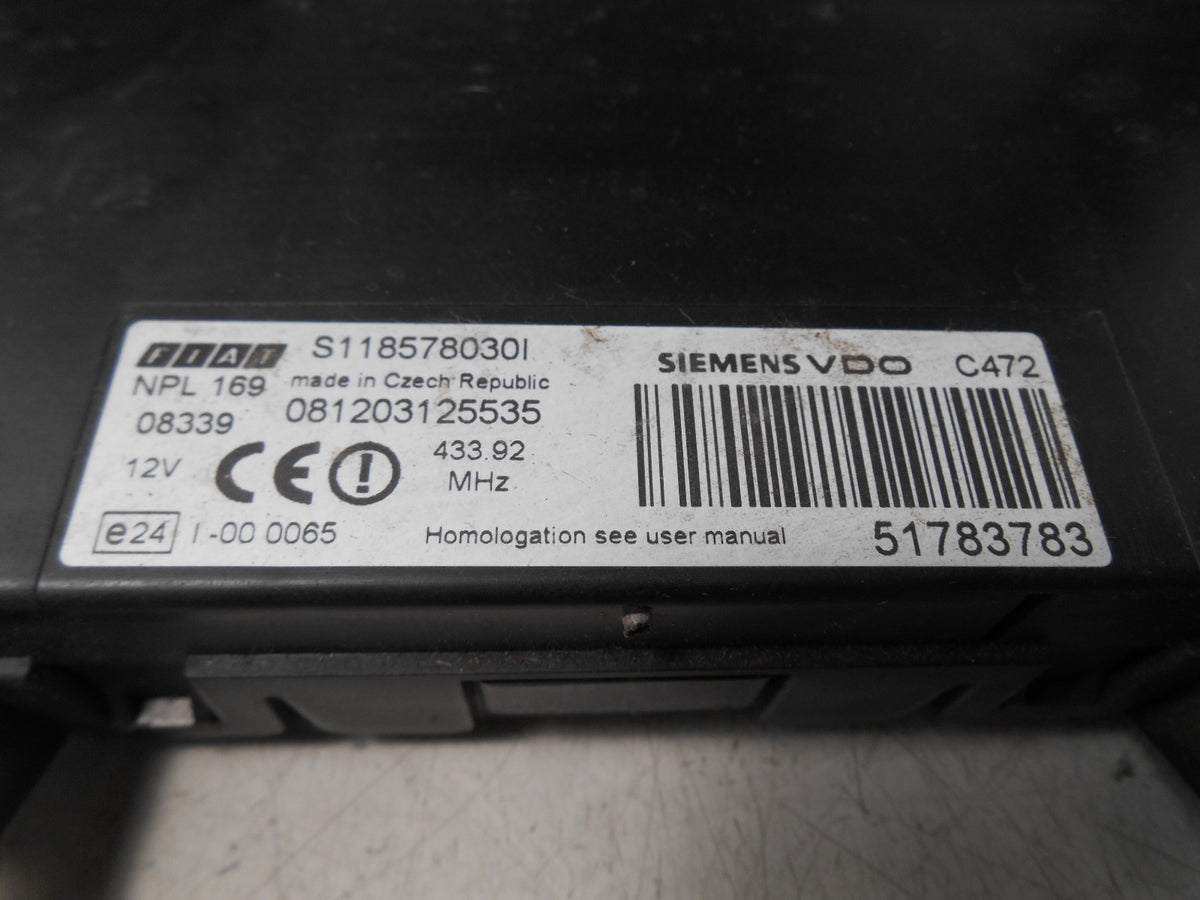 FIAT S118578030I
NPL 169 made in Czech Republic
08339 081203125535
12V CE 433.92
MHz
e24 I -00 0065
Homologation see user manual
SIEMENS VDO C472
51783783